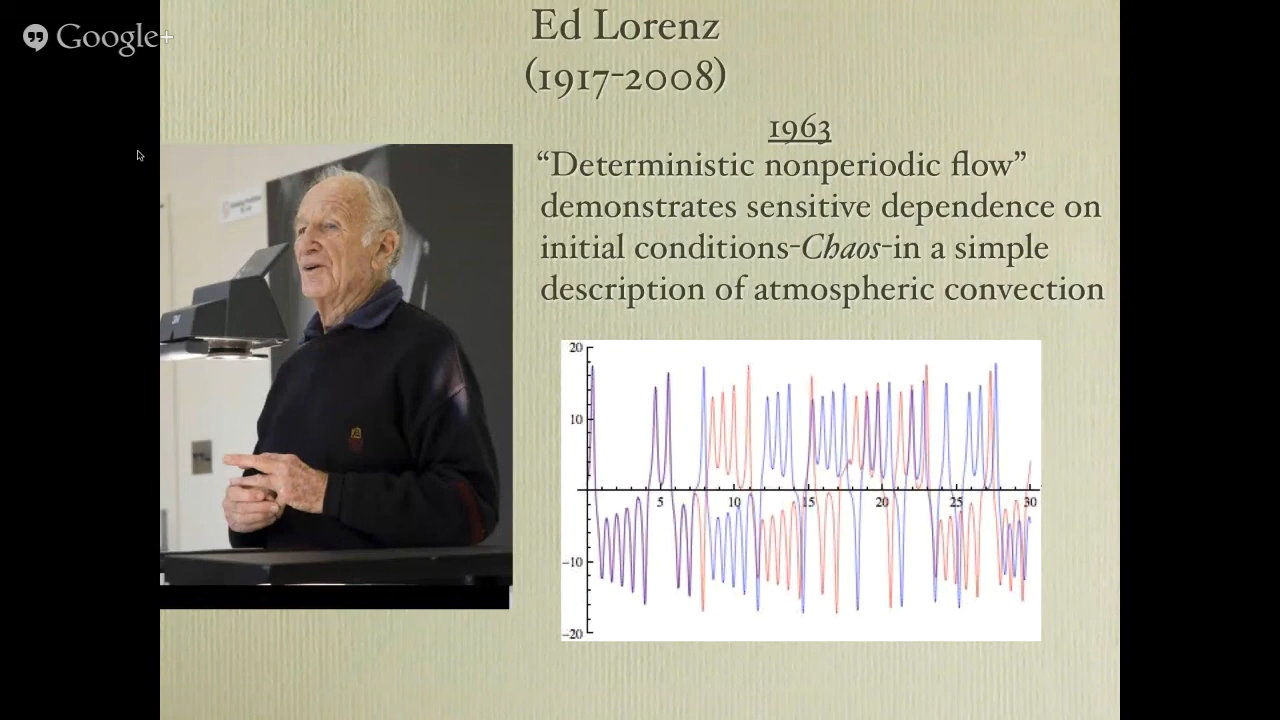 Google+
Ed Lorenz
(1917-2008)
1963
“Deterministic nonperiodic flow”
demonstrates sensitive dependence on
initial conditions-Chaos-in a simple
description of atmospheric convection
20
10
5
10
15
20
25
30
-10
-20